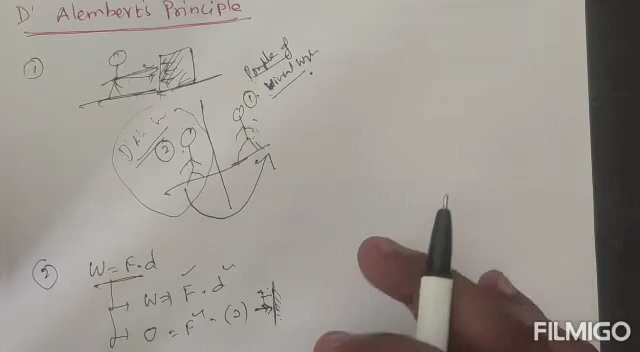 D' Alembert's Principle
①
① Principle of
virtual work.
D'A. ②
② W = F·d
W ⇒ F·d
0 = F·(0)
FILMIGO